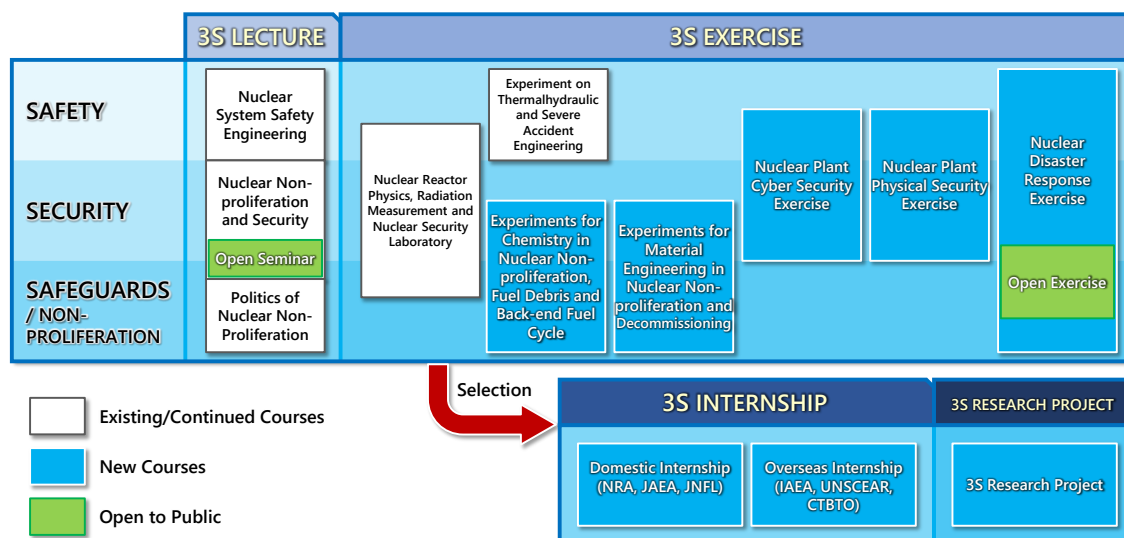 3S LECTURE
3S EXERCISE
SAFETY
SECURITY
SAFEGUARDS
/ NON-
PROLIFERATION
Nuclear
System Safety
Engineering
Nuclear Non-
proliferation
and Security
Open Seminar
Politics of
Nuclear Non-
Proliferation
Nuclear Reactor
Physics, Radiation
Measurement and
Nuclear Security
Laboratory
Experiment on
Thermalhydraulic
and Severe
Accident
Engineering
Experiments for
Chemistry in
Nuclear Non-
proliferation,
Fuel Debris and
Back-end Fuel
Cycle
Experiments for
Material
Engineering in
Nuclear Non-
proliferation and
Decommissioning
Nuclear Plant
Cyber Security
Exercise
Nuclear Plant
Physical Security
Exercise
Nuclear
Disaster
Response
Exercise
Open Exercise
Selection
Existing/Continued Courses
New Courses
Open to Public
3S INTERNSHIP
3S RESEARCH PROJECT
Domestic Internship
(NRA, JAEA, JNFL)
Overseas Internship
(IAEA, UNSCEAR,
CTBTO)
3S Research Project